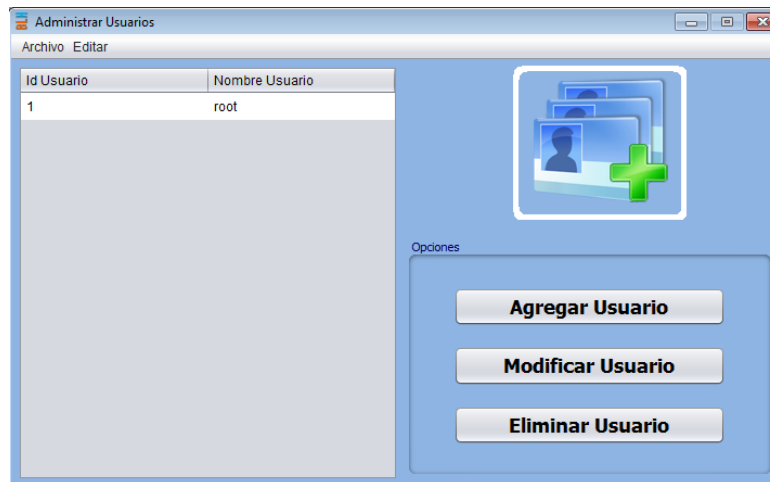 Administrar Usuarios
Archivo Editar
Id Usuario Nombre Usuario
1 root
Opciones
Agregar Usuario
Modificar Usuario
Eliminar Usuario